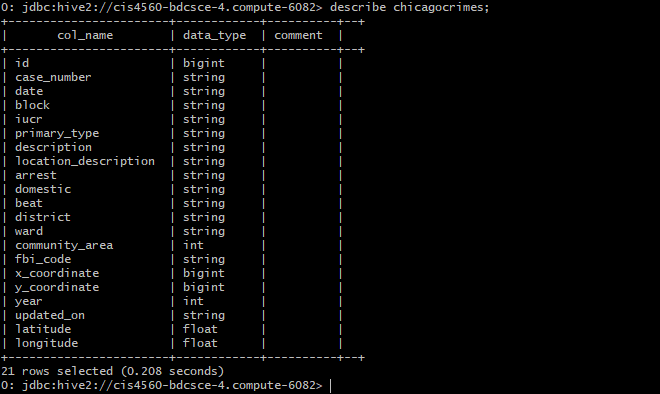 0: jdbc:hive2://cis4560-bdcsce-4.compute-6082> describe chicagocrimes;
+-----------------------+------------+----------+--+
|       col_name        | data_type  | comment  |
+-----------------------+------------+----------+--+
| id                    | bigint     |          |
| case_number           | string     |          |
| date                  | string     |          |
| block                 | string     |          |
| iucr                  | string     |          |
| primary_type          | string     |          |
| description           | string     |          |
| location_description  | string     |          |
| arrest                | string     |          |
| domestic              | string     |          |
| beat                  | string     |          |
| district              | string     |          |
| ward                  | string     |          |
| community_area        | int        |          |
| fbi_code              | string     |          |
| x_coordinate          | bigint     |          |
| y_coordinate          | bigint     |          |
| year                  | int        |          |
| updated_on            | string     |          |
| latitude              | float      |          |
| longitude             | float      |          |
+-----------------------+------------+----------+--+
21 rows selected (0.208 seconds)
0: jdbc:hive2://cis4560-bdcsce-4.compute-6082>